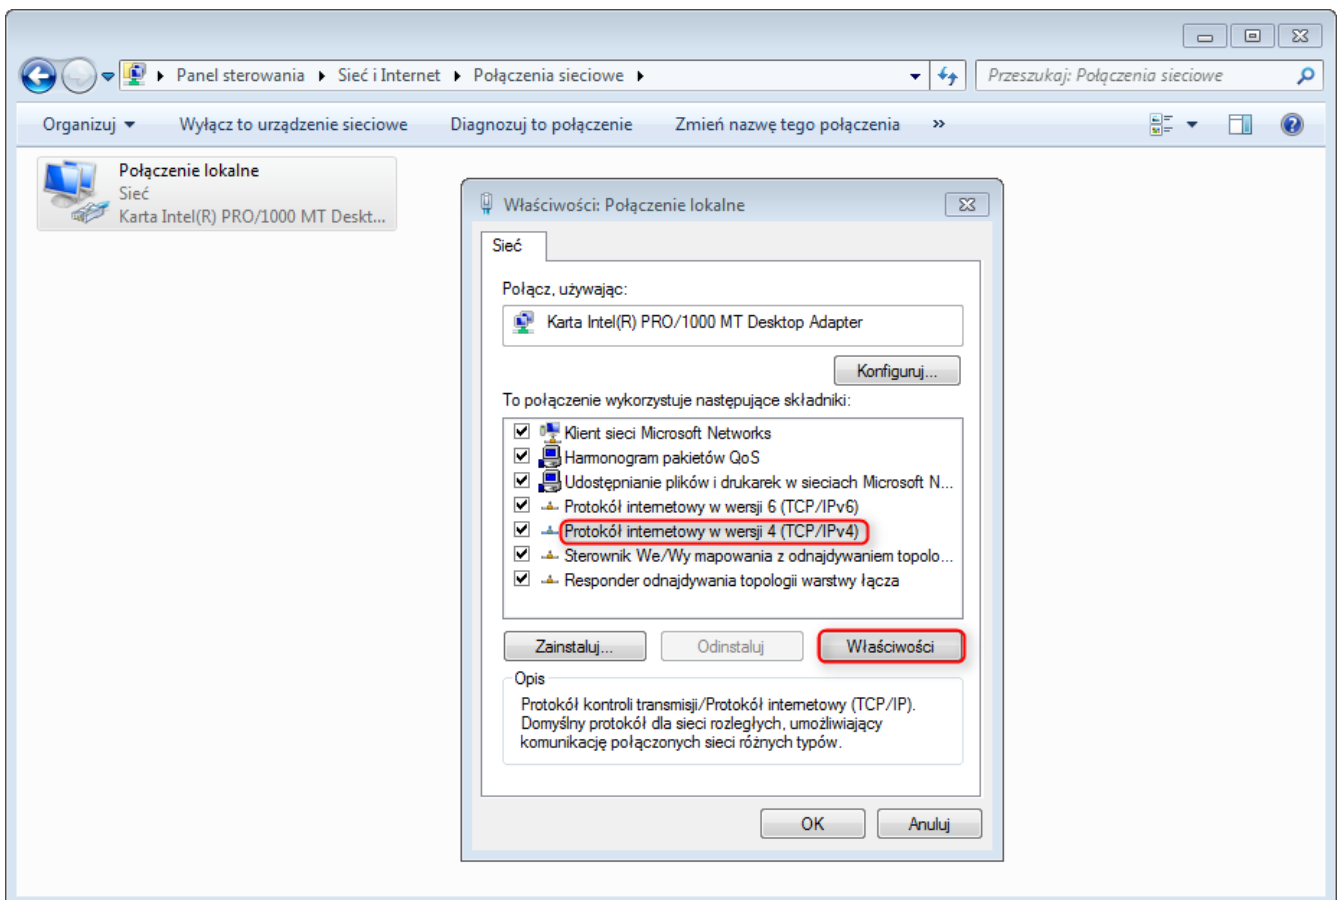 Panel sterowania Sieć i Internet Połączenia sieciowe Przeszukaj: Połączenia sieciowe
Organizuj Wyłącz to urządzenie sieciowe Diagnozuj to połączenie Zmień nazwę tego połączenia »
Połączenie lokalne
Sieć
Karta Intel(R) PRO/1000 MT Deskt...
Właściwości: Połączenie lokalne
Sieć
Połącz, używając:
Karta Intel(R) PRO/1000 MT Desktop Adapter
Konfiguruj...
To połączenie wykorzystuje następujące składniki:
Klient sieci Microsoft Networks
Harmonogram pakietów QoS
Udostępnianie plików i drukarek w sieciach Microsoft N...
Protokół internetowy w wersji 6 (TCP/IPv6)
Protokół internetowy w wersji 4 (TCP/IPv4)
Sterownik We/Wy mapowania z odnajdywaniem topolo...
Responder odnajdywania topologii warstwy łącza
Zainstaluj... Odinstaluj Właściwości
Opis
Protokół kontroli transmisji/Protokół internetowy (TCP/IP).
Domyślny protokół dla sieci rozległych, umożliwiający
komunikację połączonych sieci różnych typów.
OK Anuluj